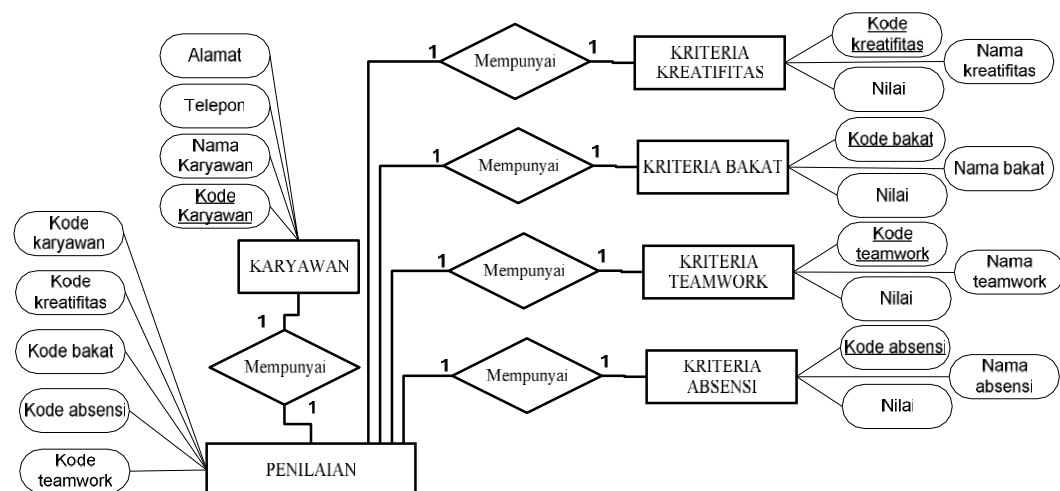 Alamat
Telepon
Nama
Karyawan
Kode
Karyawan
KARYAWAN
1
Mempunyai
1
Kode
karyawan
Kode
kreatifitas
Kode bakat
Kode absensi
Kode
teamwork
PENILAIAN
1
Mempunyai
1
KRITERIA
KREATIFITAS
Kode
kreatifitas
Nama
kreatifitas
Nilai
1
Mempunyai
1
KRITERIA BAKAT
Kode bakat
Nama bakat
Nilai
1
Mempunyai
1
KRITERIA
TEAMWORK
Kode
teamwork
Nama
teamwork
Nilai
1
Mempunyai
1
KRITERIA
ABSENSI
Kode absensi
Nama
absensi
Nilai